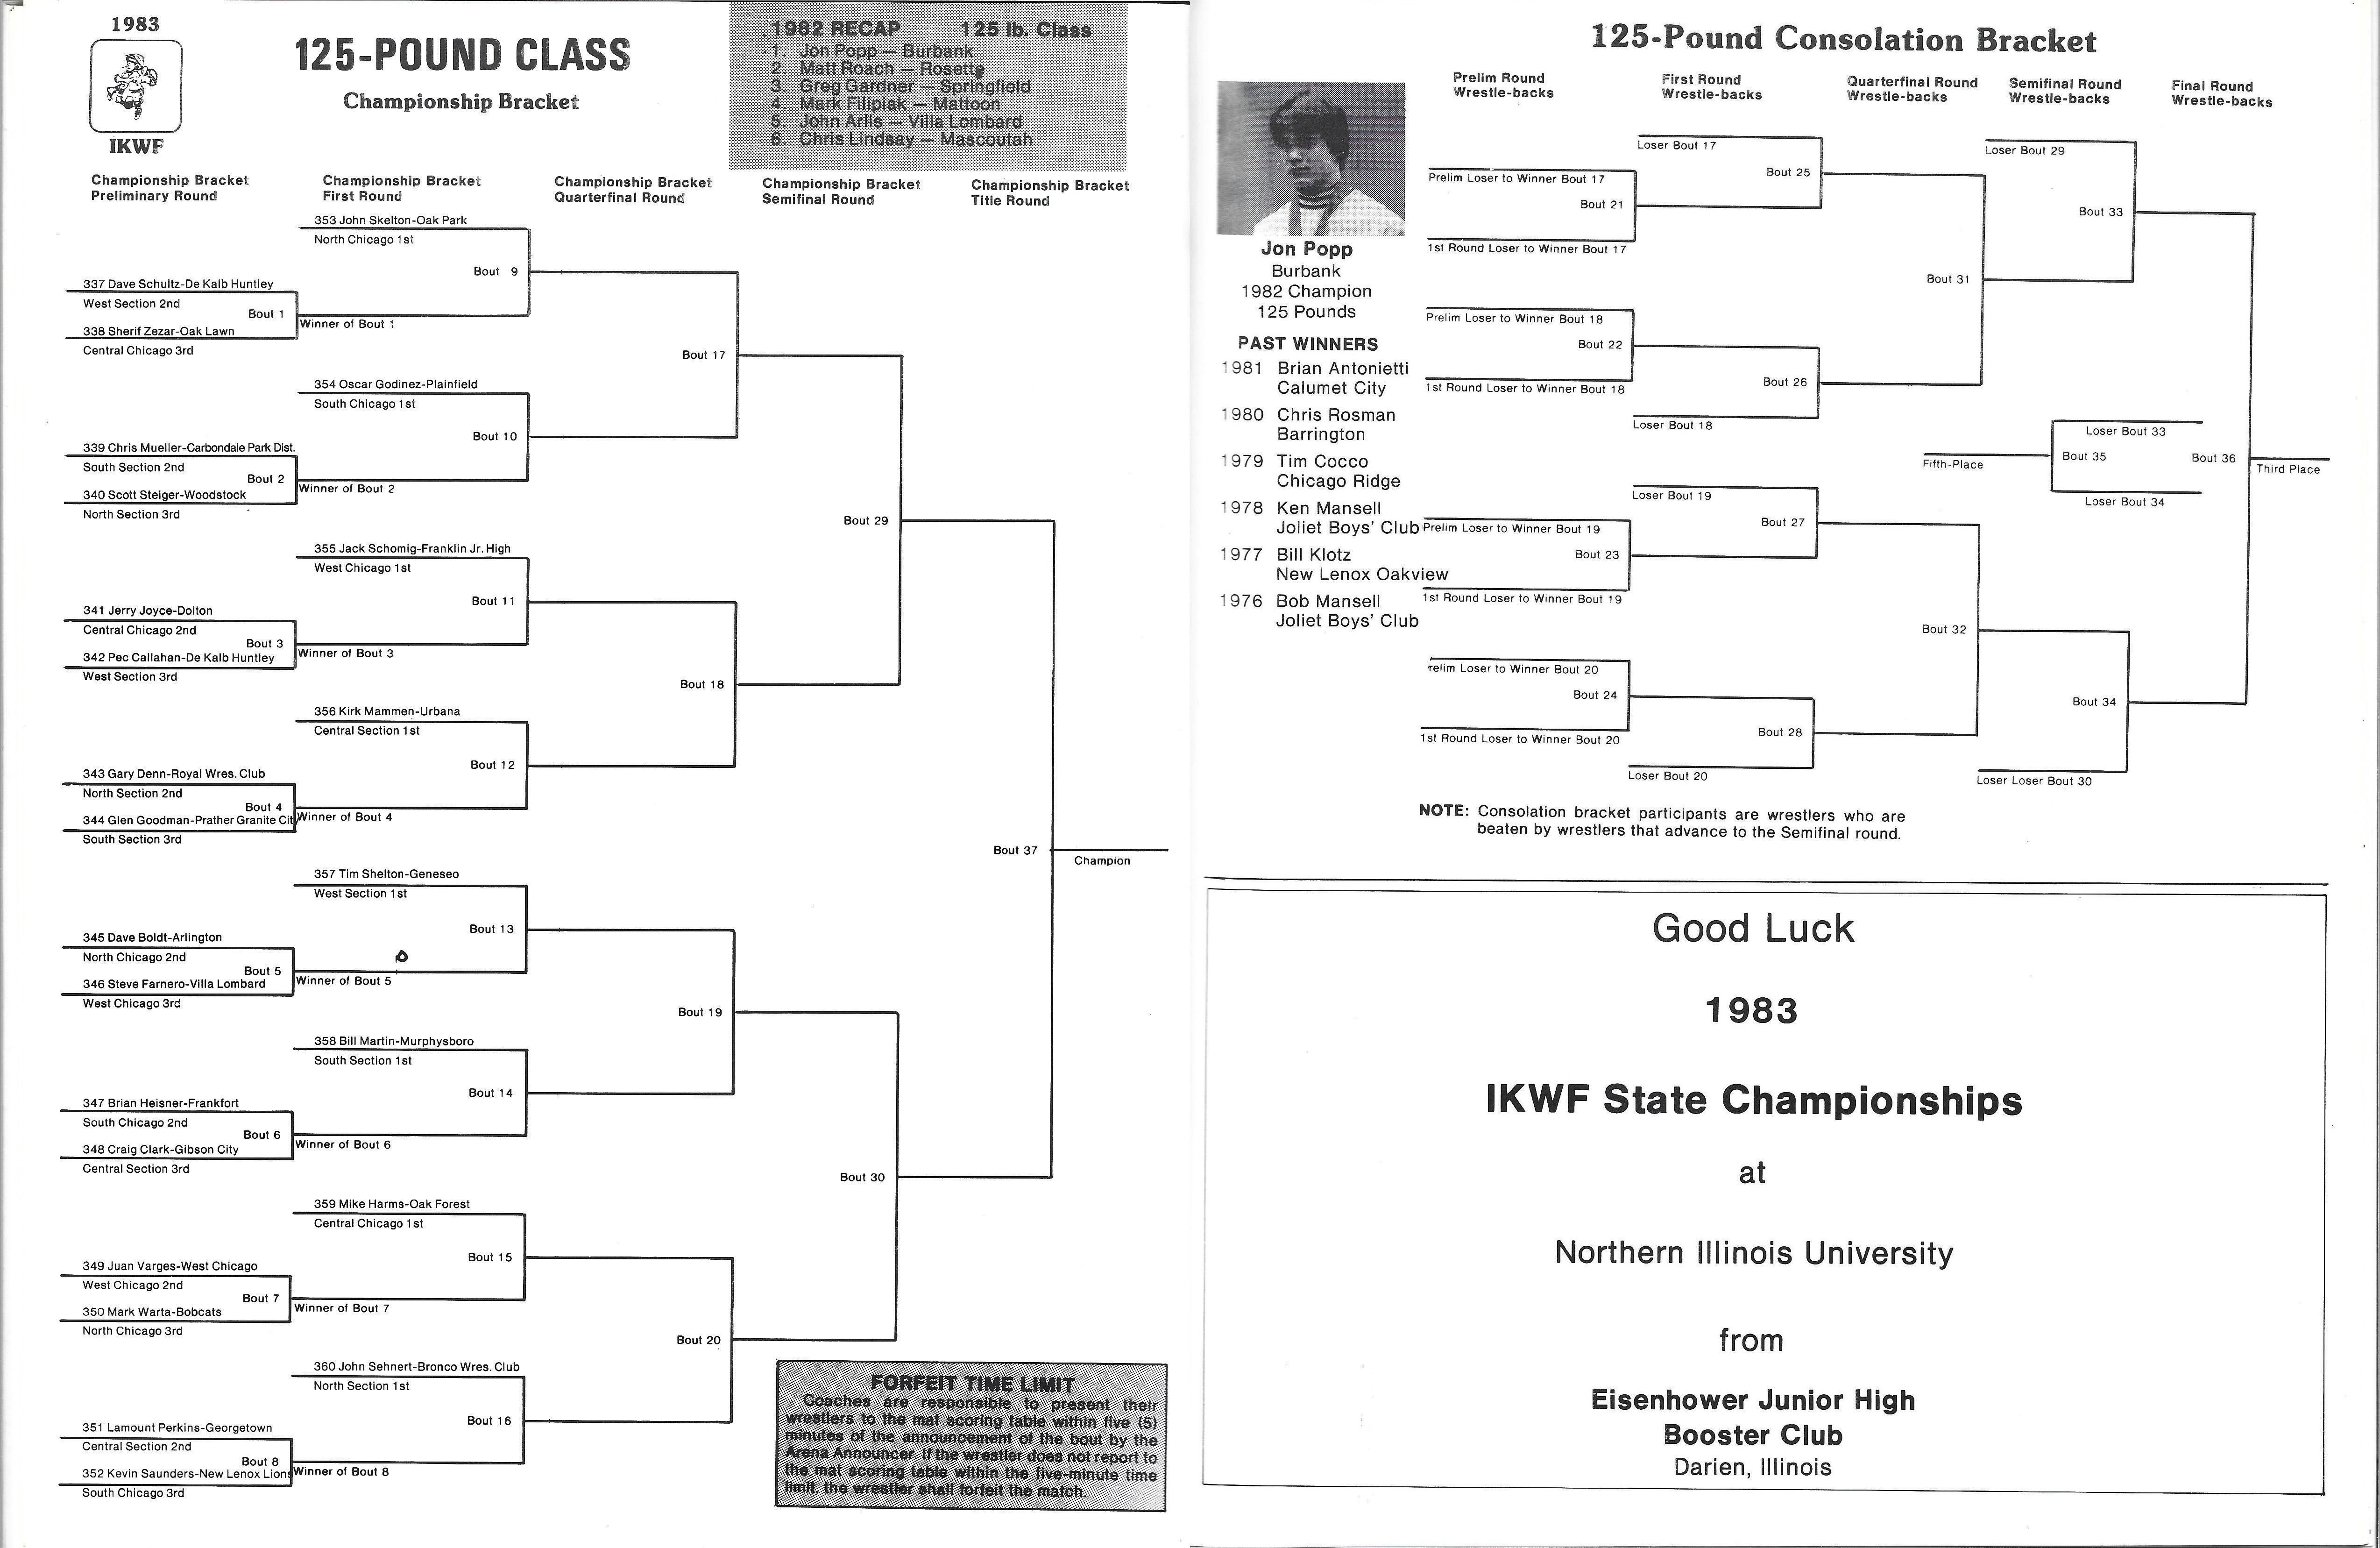 1983
IKWF
125-POUND CLASS
Championship Bracket
1982 RECAP 125 lb. Class
1. Jon Popp — Burbank
2. Matt Roach — Rosette
3. Greg Gardner — Springfield
4. Mark Filipiak — Mattoon
5. John Arlis — Villa Lombard
6. Chris Lindsay — Mascoutah
Championship Bracket
Preliminary Round
Championship Bracket
First Round
Championship Bracket
Quarterfinal Round
Championship Bracket
Semifinal Round
Championship Bracket
Title Round
353 John Skelton-Oak Park
North Chicago 1st
Bout 9
337 Dave Schultz-De Kalb Huntley
West Section 2nd
Bout 1
338 Sherif Zezar-Oak Lawn
Central Chicago 3rd
Winner of Bout 1
Bout 17
354 Oscar Godinez-Plainfield
South Chicago 1st
Bout 10
339 Chris Mueller-Carbondale Park Dist.
South Section 2nd
Bout 2
340 Scott Steiger-Woodstock
North Section 3rd
Winner of Bout 2
Bout 29
355 Jack Schomig-Franklin Jr. High
West Chicago 1st
Bout 11
341 Jerry Joyce-Dolton
Central Chicago 2nd
Bout 3
342 Pec Callahan-De Kalb Huntley
West Section 3rd
Winner of Bout 3
Bout 18
356 Kirk Mammen-Urbana
Central Section 1st
Bout 12
343 Gary Denn-Royal Wres. Club
North Section 2nd
Bout 4
344 Glen Goodman-Prather Granite Cit
South Section 3rd
Winner of Bout 4
Bout 37
Champion
357 Tim Shelton-Geneseo
West Section 1st
Bout 13
345 Dave Boldt-Arlington
North Chicago 2nd
Bout 5
346 Steve Farnero-Villa Lombard
West Chicago 3rd
Winner of Bout 5
Bout 19
358 Bill Martin-Murphysboro
South Section 1st
Bout 14
347 Brian Heisner-Frankfort
South Chicago 2nd
Bout 6
348 Craig Clark-Gibson City
Central Section 3rd
Winner of Bout 6
Bout 30
359 Mike Harms-Oak Forest
Central Chicago 1st
Bout 15
349 Juan Varges-West Chicago
West Chicago 2nd
Bout 7
350 Mark Warta-Bobcats
North Chicago 3rd
Winner of Bout 7
Bout 20
360 John Sehnert-Bronco Wres. Club
North Section 1st
Bout 16
351 Lamount Perkins-Georgetown
Central Section 2nd
Bout 8
352 Kevin Saunders-New Lenox Lions
South Chicago 3rd
Winner of Bout 8
FORFEIT TIME LIMIT
Coaches are responsible to present their
wrestlers to the mat scoring table within five (5)
minutes of the announcement of the bout by the
Arena Announcer. If the wrestler does not report to
the mat scoring table within the five-minute time
limit, the wrestler shall forfeit the match.
125-Pound Consolation Bracket
Prelim Round
Wrestle-backs
First Round
Wrestle-backs
Quarterfinal Round
Wrestle-backs
Semifinal Round
Wrestle-backs
Final Round
Wrestle-backs
Jon Popp
Burbank
1982 Champion
125 Pounds
PAST WINNERS
1981 Brian Antonietti
Calumet City
1980 Chris Rosman
Barrington
1979 Tim Cocco
Chicago Ridge
1978 Ken Mansell
Joliet Boys' Club
1977 Bill Klotz
New Lenox Oakview
1976 Bob Mansell
Joliet Boys' Club
Loser Bout 17
Bout 25
Prelim Loser to Winner Bout 17
Bout 21
1st Round Loser to Winner Bout 17
Loser Bout 29
Bout 33
Bout 31
Prelim Loser to Winner Bout 18
Bout 22
1st Round Loser to Winner Bout 18
Bout 26
Loser Bout 18
Loser Bout 33
Fifth-Place
Bout 35
Bout 36
Third Place
Loser Bout 34
Loser Bout 19
Bout 27
Prelim Loser to Winner Bout 19
Bout 23
1st Round Loser to Winner Bout 19
Bout 32
relim Loser to Winner Bout 20
Bout 24
1st Round Loser to Winner Bout 20
Bout 28
Loser Bout 20
Bout 34
Loser Loser Bout 30
NOTE: Consolation bracket participants are wrestlers who are
beaten by wrestlers that advance to the Semifinal round.
Good Luck
1983
IKWF State Championships
at
Northern Illinois University
from
Eisenhower Junior High
Booster Club
Darien, Illinois